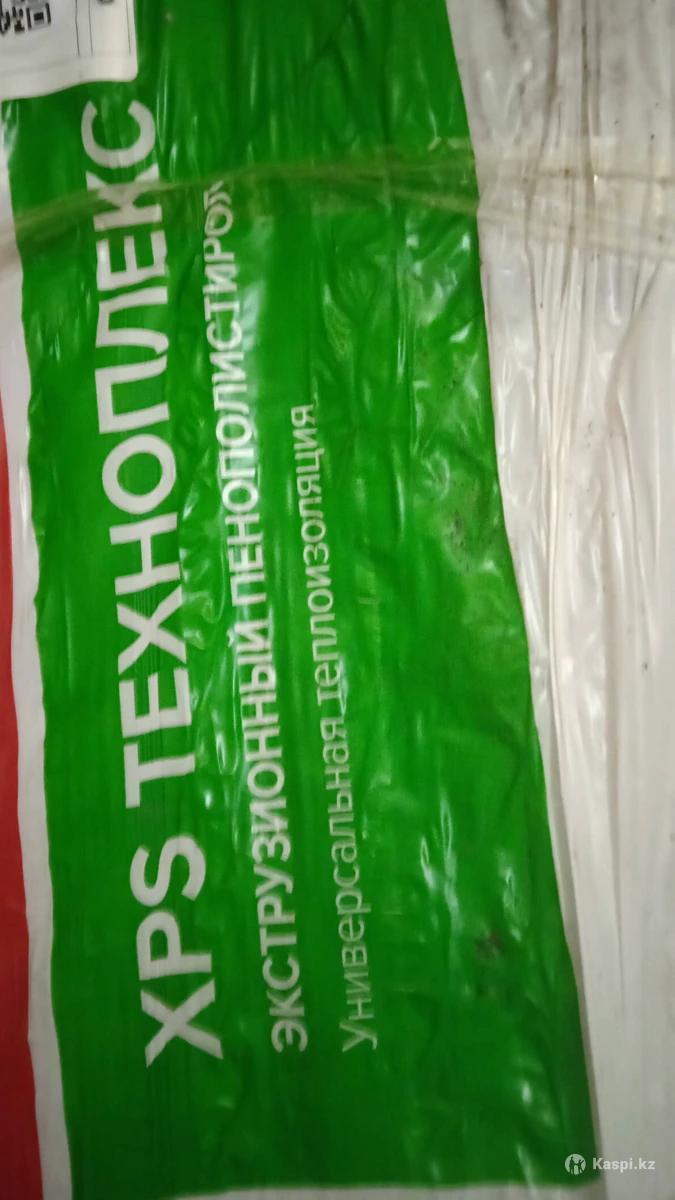 XPS ТЕХНОПЛЕКС
ЭКСТРУЗИОННЫЙ ПЕНОПОЛИСТИРОЛ
Универсальная теплоизоляция
Kaspi.kz